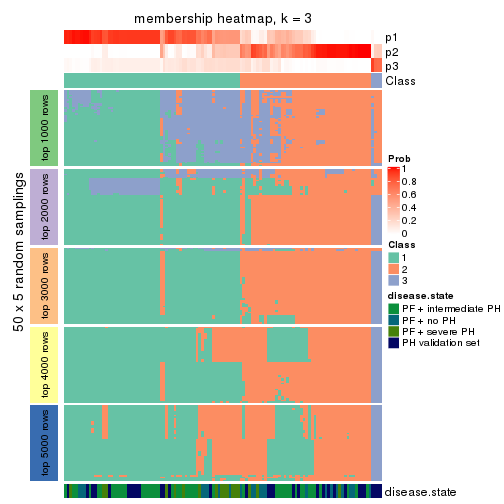 membership heatmap, k = 3
p1
p2
p3
Class
50 x 5 random samplings
top 1000 rows
top 2000 rows
top 3000 rows
top 4000 rows
top 5000 rows
Prob
1
0.8
0.6
0.4
0.2
0
Class
1
2
3
disease.state
PF + intermediate PH
PF + no PH
PF + severe PH
PH validation set
disease.state